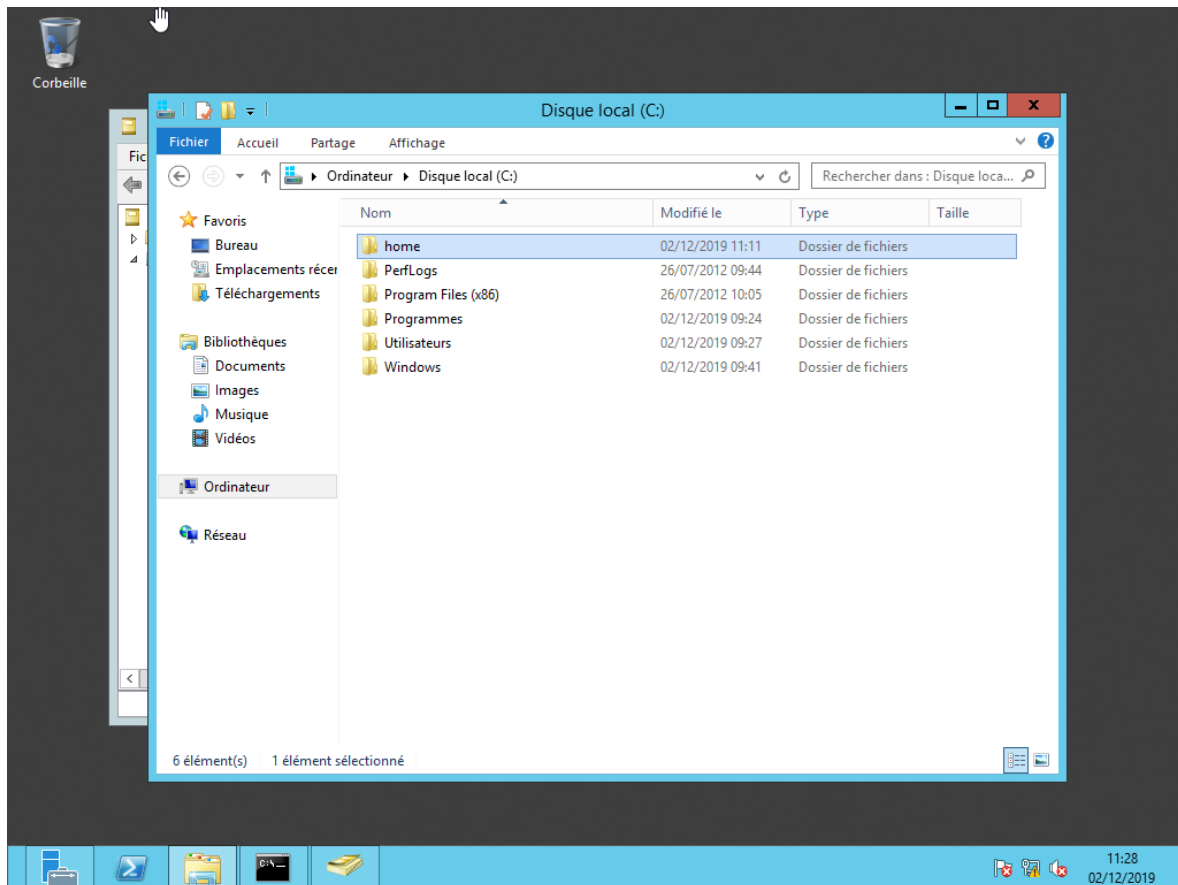 Corbeille
Disque local (C:)
Fichier Accueil Partage Affichage
Fic
Ordinateur Disque local (C:)
Rechercher dans : Disque loca...
Favoris
Bureau
Emplacements récer
Téléchargements
Bibliothèques
Documents
Images
Musique
Vidéos
Ordinateur
Réseau
Nom Modifié le Type Taille
home 02/12/2019 11:11 Dossier de fichiers
PerfLogs 26/07/2012 09:44 Dossier de fichiers
Program Files (x86) 26/07/2012 10:05 Dossier de fichiers
Programmes 02/12/2019 09:24 Dossier de fichiers
Utilisateurs 02/12/2019 09:27 Dossier de fichiers
Windows 02/12/2019 09:41 Dossier de fichiers
6 élément(s) 1 élément sélectionné
C:\_
11:28
02/12/2019